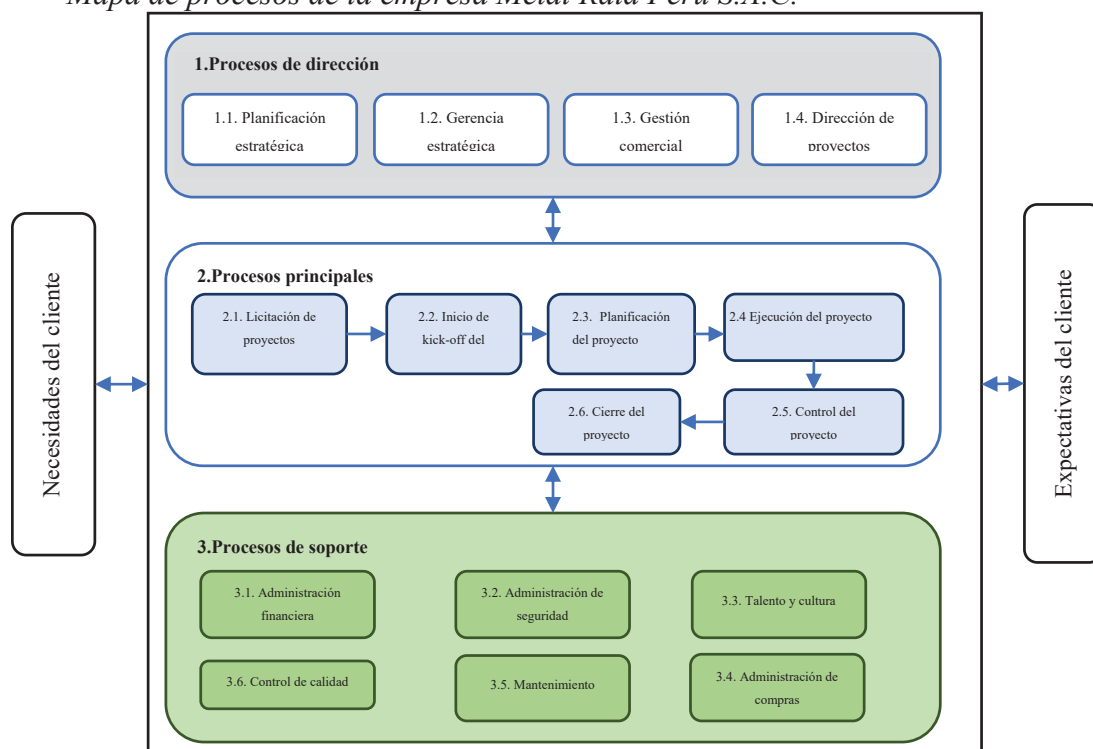 Mapa de procesos de la empresa Metal Perú S.A.C.
1.Procesos de dirección
1.1. Planificación
estratégica
1.2. Gerencia
estratégica
1.3. Gestión
comercial
1.4. Dirección de
proyectos
Necesidades del cliente
2.Procesos principales
2.1. Licitación de
proyectos
2.2. Inicio de
kick-off del
2.3. Planificación
del proyecto
2.4 Ejecución del proyecto
2.5. Control del
proyecto
2.6. Cierre del
proyecto
Expectativas del cliente
3.Procesos de soporte
3.1. Administración
financiera
3.2. Administración de
seguridad
3.3. Talento y cultura
3.6. Control de calidad
3.5. Mantenimiento
3.4. Administración de
compras